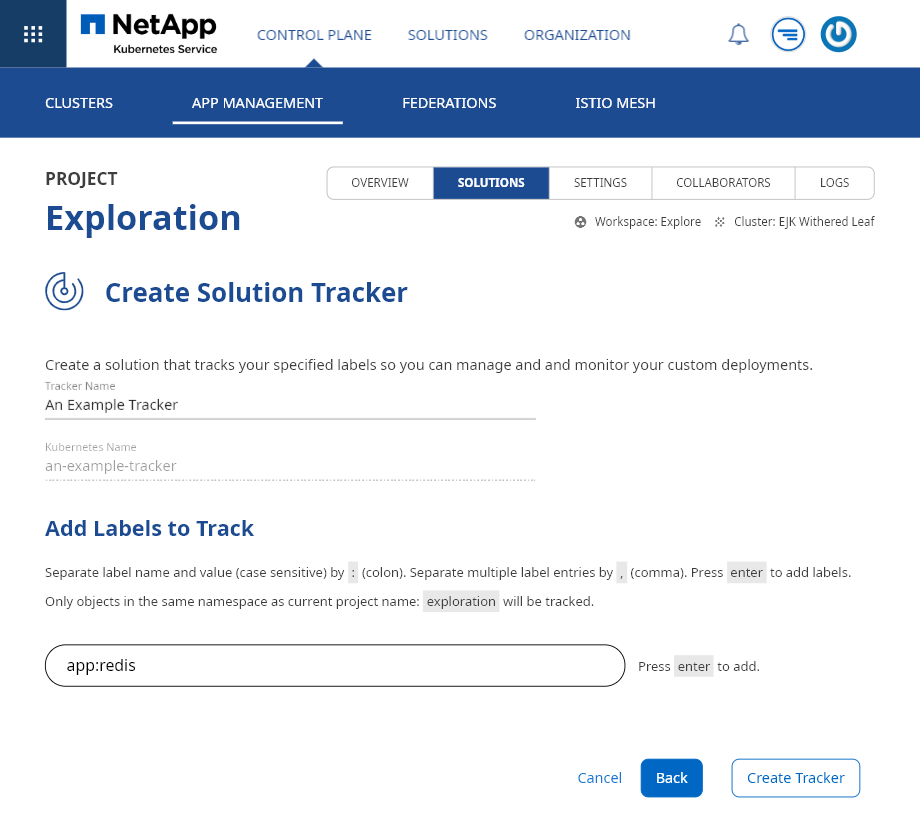 NetApp
Kubernetes Service
CONTROL PLANE SOLUTIONS ORGANIZATION
CLUSTERS APP MANAGEMENT FEDERATIONS ISTIO MESH
PROJECT
Exploration
OVERVIEW SOLUTIONS SETTINGS COLLABORATORS LOGS
Workspace: Explore Cluster: EJK Withered Leaf
Create Solution Tracker
Create a solution that tracks your specified labels so you can manage and and monitor your custom deployments.
Tracker Name
An Example Tracker
Kubernetes Name
an-example-tracker
Add Labels to Track
Separate label name and value (case sensitive) by : (colon). Separate multiple label entries by , (comma). Press enter to add labels.
Only objects in the same namespace as current project name: exploration will be tracked.
app:redis
Press enter to add.
Cancel Back Create Tracker